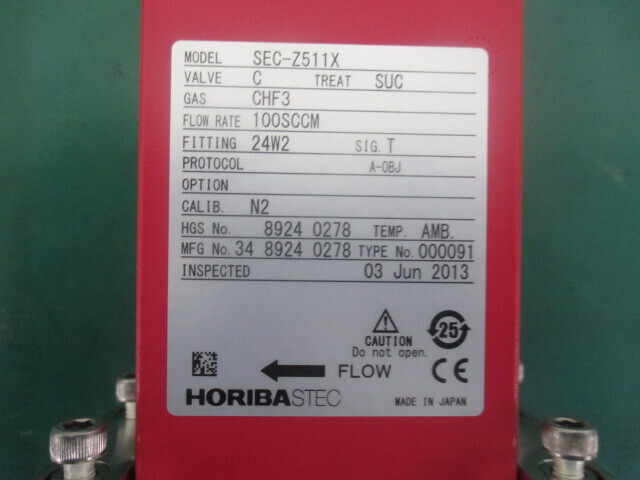 MODEL SEC-Z511X
VALVE C TREAT SUC
GAS CHF3
FLOW RATE 100SCCM
FITTING 24W2 SIG. T
PROTOCOL A-OBJ
OPTION
CALIB. N2
HGS No. 8924 0278 TEMP. AMB.
MFG No. 34 8924 0278 TYPE No. 000091
INSPECTED 03 Jun 2013
25
CAUTION
Do not open.
FLOW CE
HORIBASTEC MADE IN JAPAN